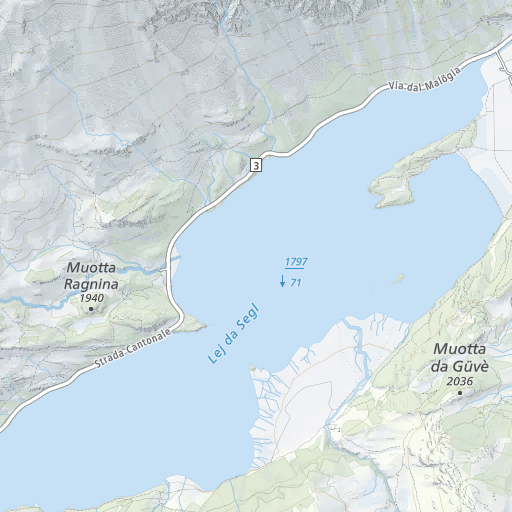 Via dal Malögia
3
Muotta
Ragnina
1940
1797
71
Lej da Segl
Strada Cantonale
Muotta
da Güvè
2036